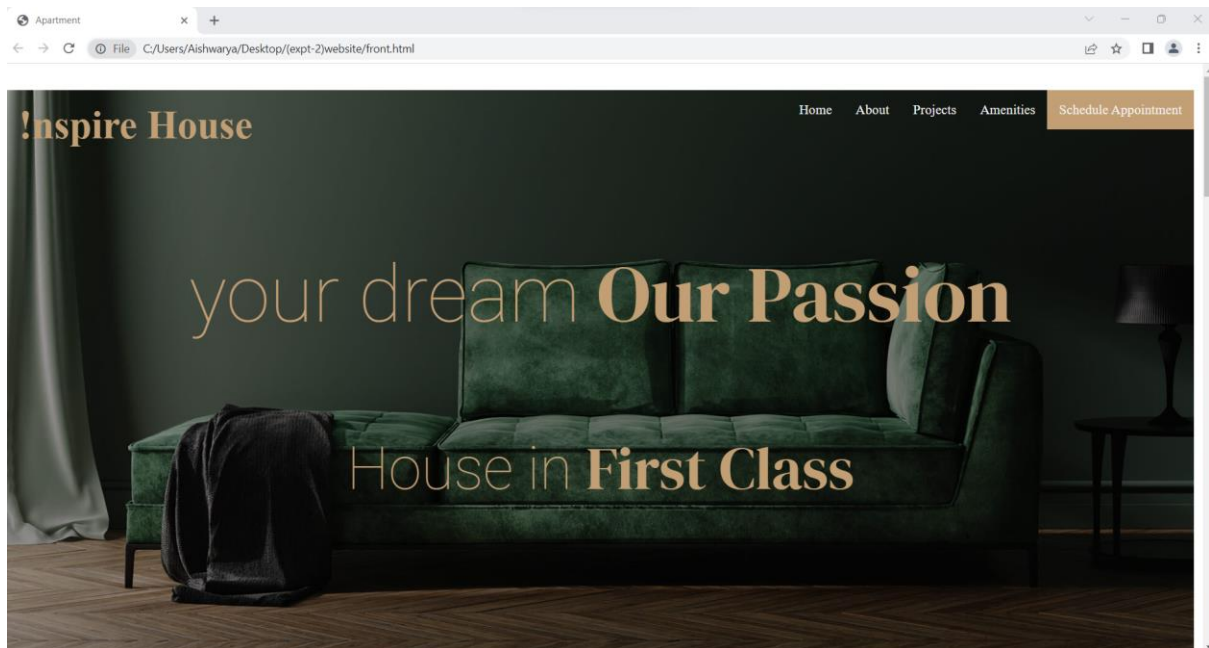 Apartment
File C:/Users/Aishwarya/Desktop/(expt-2)website/front.html
!nspire House
Home About Projects Amenities Schedule Appointment
your dream Our Passion
House in First Class